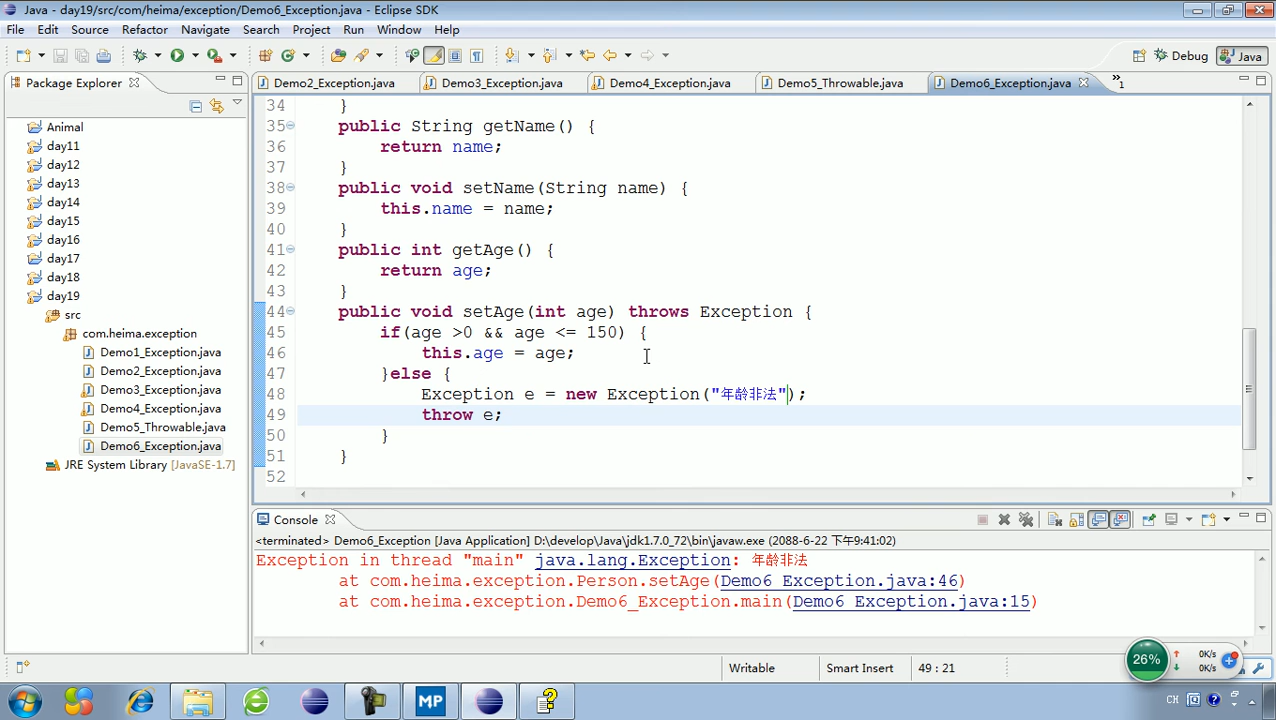 Java - day19/src/com/heima/exception/Demo6_Exception.java - Eclipse SDK
File Edit Source Refactor Navigate Search Project Run Window Help
Debug Java
Package Explorer
Demo2_Exception.java Demo3_Exception.java Demo4_Exception.java Demo5_Throwable.java Demo6_Exception.java »1
Animal
day11
day12
day13
day14
day15
day16
day17
day18
day19
src
com.heima.exception
Demo1_Exception.java
Demo2_Exception.java
Demo3_Exception.java
Demo4_Exception.java
Demo5_Throwable.java
Demo6_Exception.java
JRE System Library [JavaSE-1.7]
34 }
35 public String getName() {
36 return name;
37 }
38 public void setName(String name) {
39 this.name = name;
40 }
41 public int getAge() {
42 return age;
43 }
44 public void setAge(int age) throws Exception {
45 if(age >0 && age <= 150) {
46 this.age = age;
47 }else {
48 Exception e = new Exception("年龄非法");
49 throw e;
50 }
51 }
52
Console
<terminated> Demo6_Exception [Java Application] D:\develop\Java\jdk1.7.0_72\bin\javaw.exe (2088-6-22 下午9:41:02)
Exception in thread "main" java.lang.Exception: 年龄非法
at com.heima.exception.Person.setAge(Demo6_Exception.java:46)
at com.heima.exception.Demo6_Exception.main(Demo6_Exception.java:15)
Writable Smart Insert 49 : 21
26% 0K/s
0K/s
MP
CH